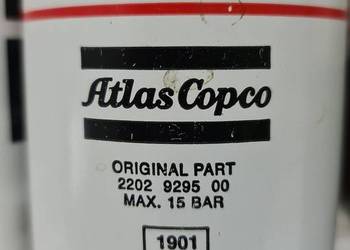 Atlas Copco
ORIGINAL PART
2202 9295 00
MAX. 15 BAR
1901